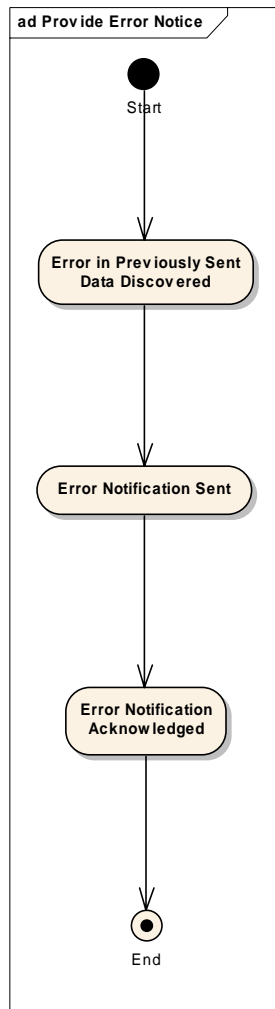 ad Provide Error Notice
Start
Error in Previously Sent
Data Discovered
Error Notification Sent
Error Notification
Acknowledged
End